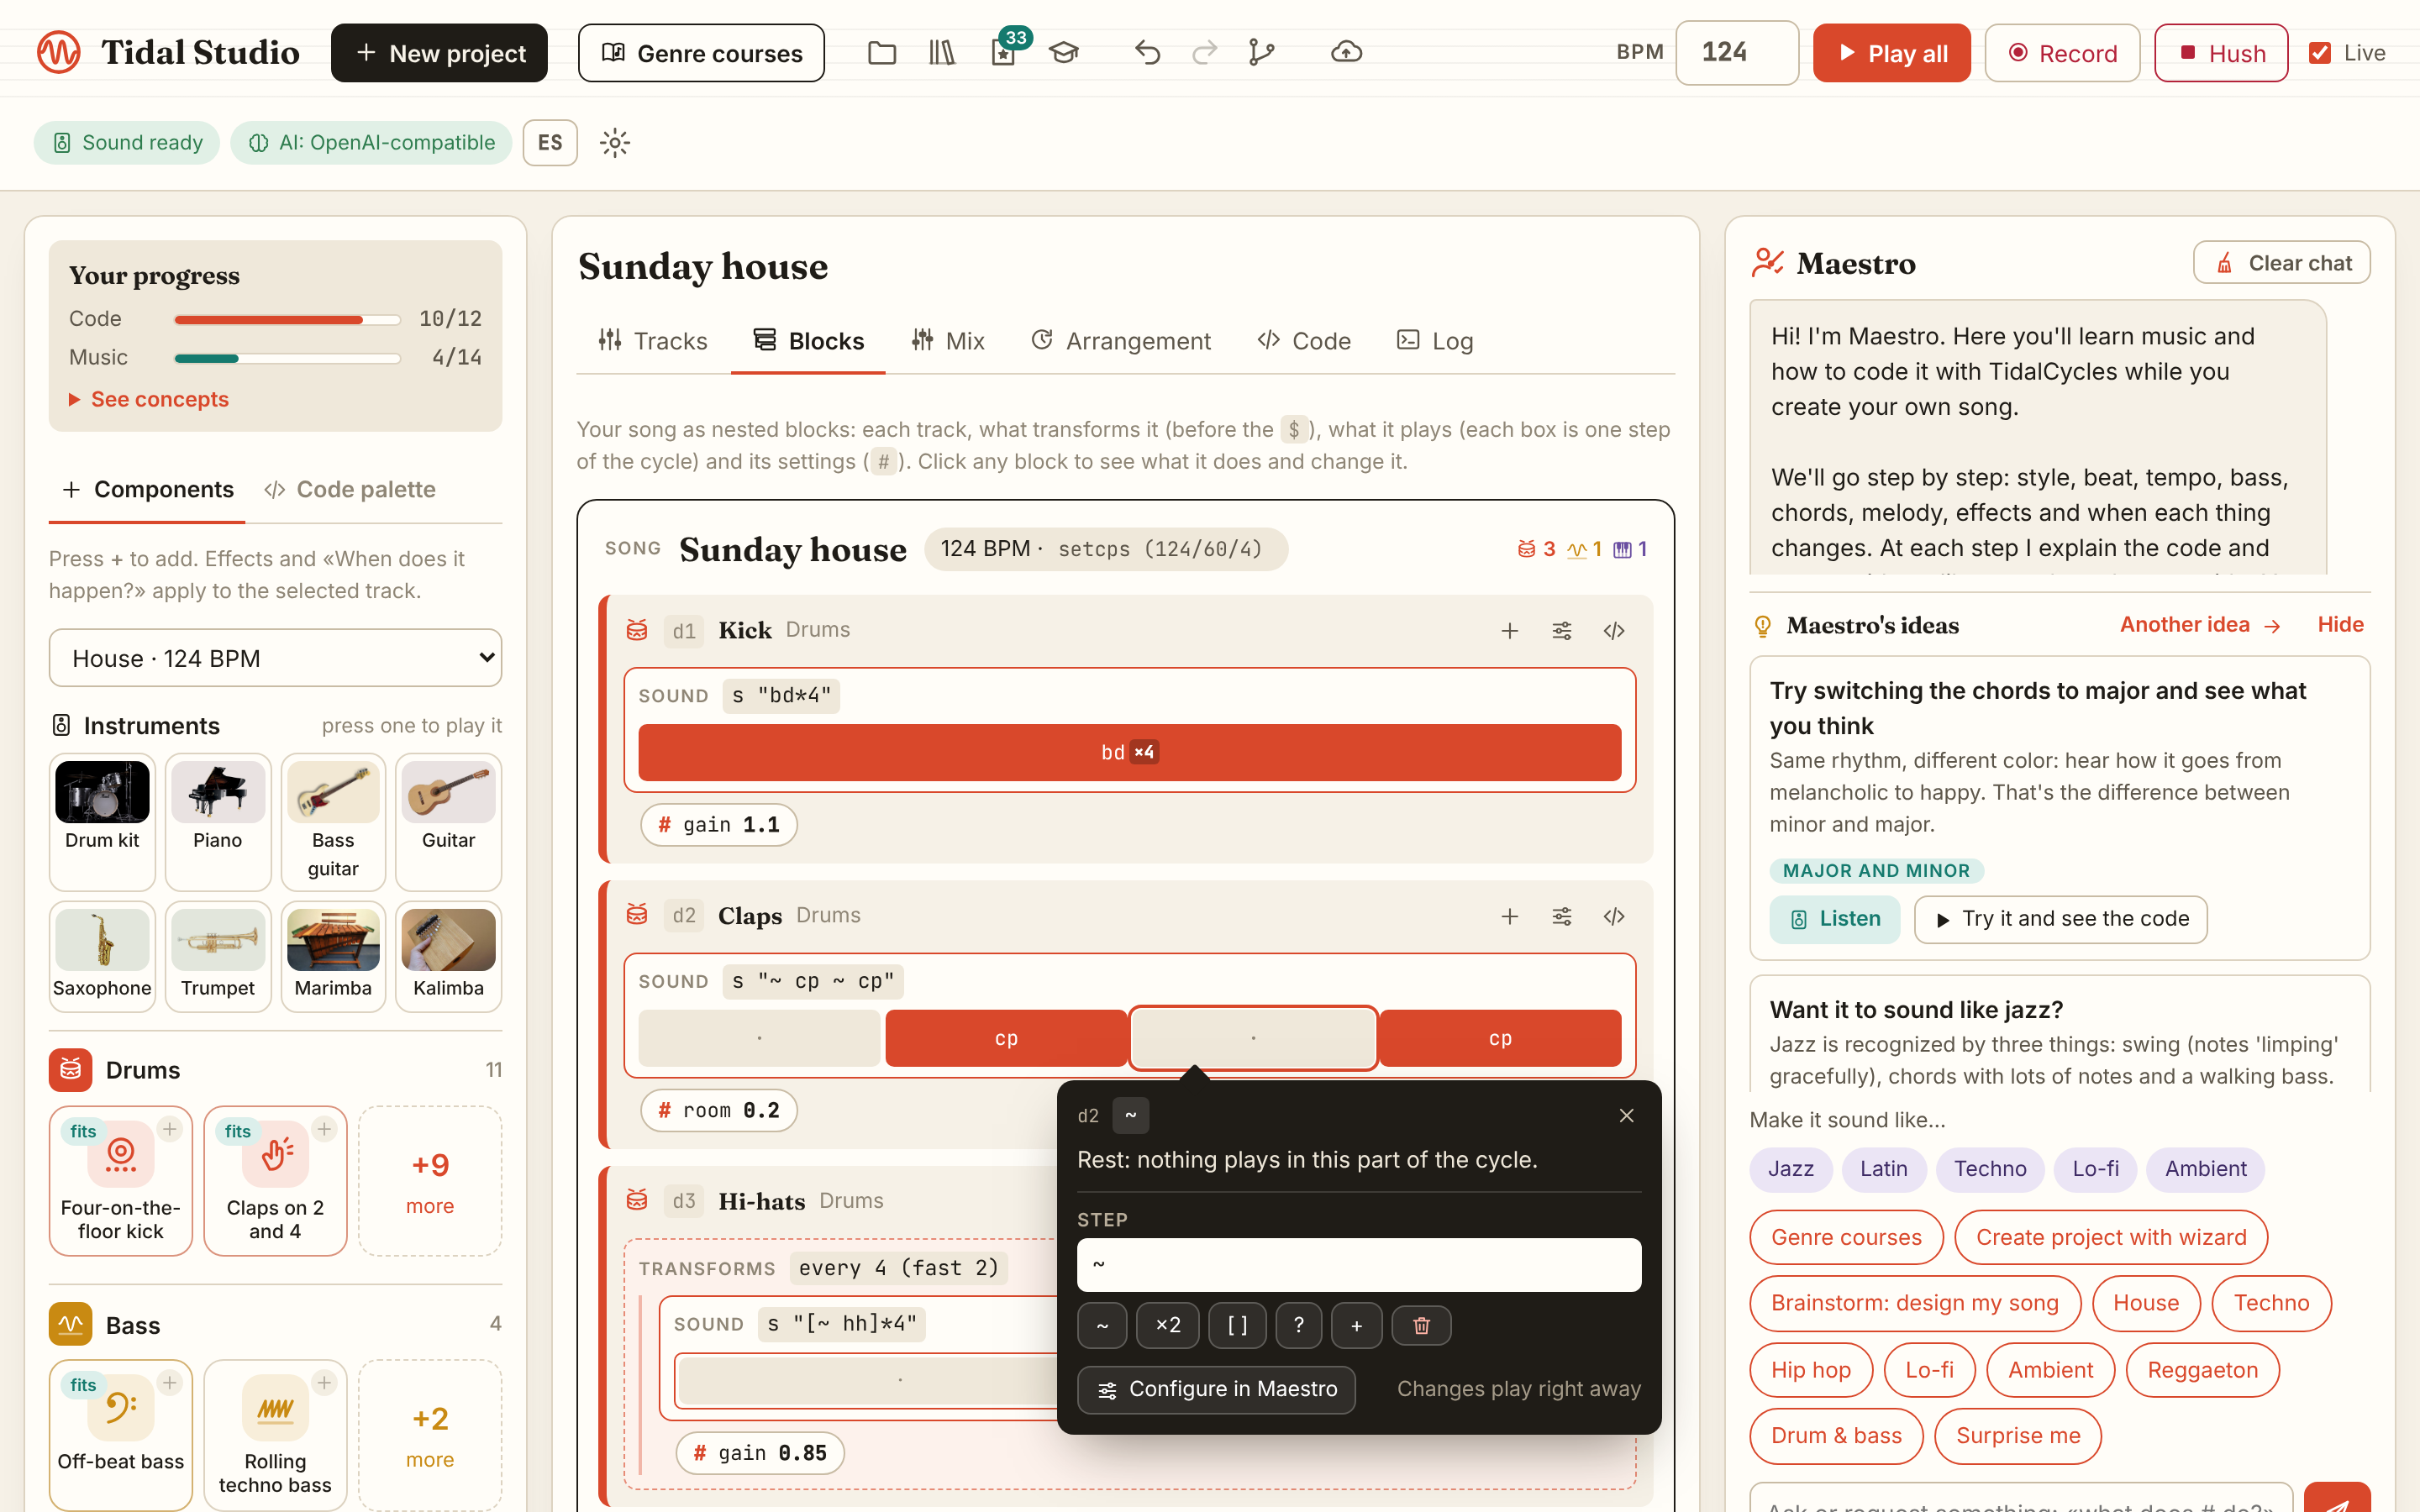 Tidal Studio
New project
Genre courses
33
BPM
124
Play all
Record
Hush
Live
Sound ready
AI: OpenAI-compatible
ES
Your progress
Code 10/12
Music 4/14
See concepts
Components
Code palette
Press + to add. Effects and «When does it
happen?» apply to the selected track.
House · 124 BPM
Instruments
press one to play it
Drum kit
Piano
Bass
guitar
Guitar
Saxophone
Trumpet
Marimba
Kalimba
Drums
11
fits
Four-on-the-
floor kick
fits
Claps on 2
and 4
+9
more
Bass
4
fits
Off-beat bass
Rolling
techno bass
+2
more
Sunday house
Tracks
Blocks
Mix
Arrangement
Code
Log
Your song as nested blocks: each track, what transforms it (before the $), what it plays (each box is one step
of the cycle) and its settings (#). Click any block to see what it does and change it.
SONG Sunday house 124 BPM · setcps (124/60/4) 3 1 1
d1 Kick Drums
SOUND s "bd*4"
bd ×4
# gain 1.1
d2 Claps Drums
SOUND s "~ cp ~ cp"
· cp · cp
# room 0.2
d3 Hi-hats Drums
TRANSFORMS every 4 (fast 2)
SOUND s "[~ hh]*4"
·
# gain 0.85
d2 ~
Rest: nothing plays in this part of the cycle.
STEP
~
~ ×2 [] ? +
Configure in Maestro
Changes play right away
Maestro
Clear chat
Hi! I'm Maestro. Here you'll learn music and
how to code it with TidalCycles while you
create your own song.
We'll go step by step: style, beat, tempo, bass,
chords, melody, effects and when each thing
changes. At each step I explain the code and
Maestro's ideas
Another idea →
Hide
Try switching the chords to major and see what
you think
Same rhythm, different color: hear how it goes from
melancholic to happy. That's the difference between
minor and major.
MAJOR AND MINOR
Listen
Try it and see the code
Want it to sound like jazz?
Jazz is recognized by three things: swing (notes 'limping'
gracefully), chords with lots of notes and a walking bass.
Make it sound like...
Jazz
Latin
Techno
Lo-fi
Ambient
Genre courses
Create project with wizard
Brainstorm: design my song
House
Techno
Hip hop
Lo-fi
Ambient
Reggaeton
Drum & bass
Surprise me
Ask or request something: «what does # do?»